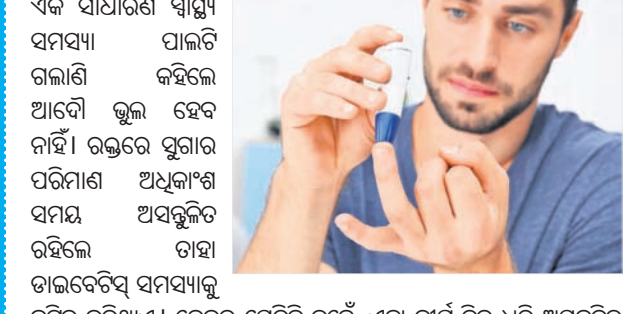 ଏକ ସାଧାରଣ ସ୍ୱାସ୍ଥ୍ୟ
ସମସ୍ୟା ପାଲଟି
ଗଲାଣି କହିଲେ
ଆଦୌ ଭୁଲ ହେବ
ନାହିଁ। ରକ୍ତରେ ସୁଗାର
ପରିମାଣ ଅଧିକାଂଶ
ସମୟ ଅସନ୍ତୁଳିତ
ରହିଲେ ତାହା
ଡାଇବେଟିସ୍ ସମସ୍ୟାକୁ